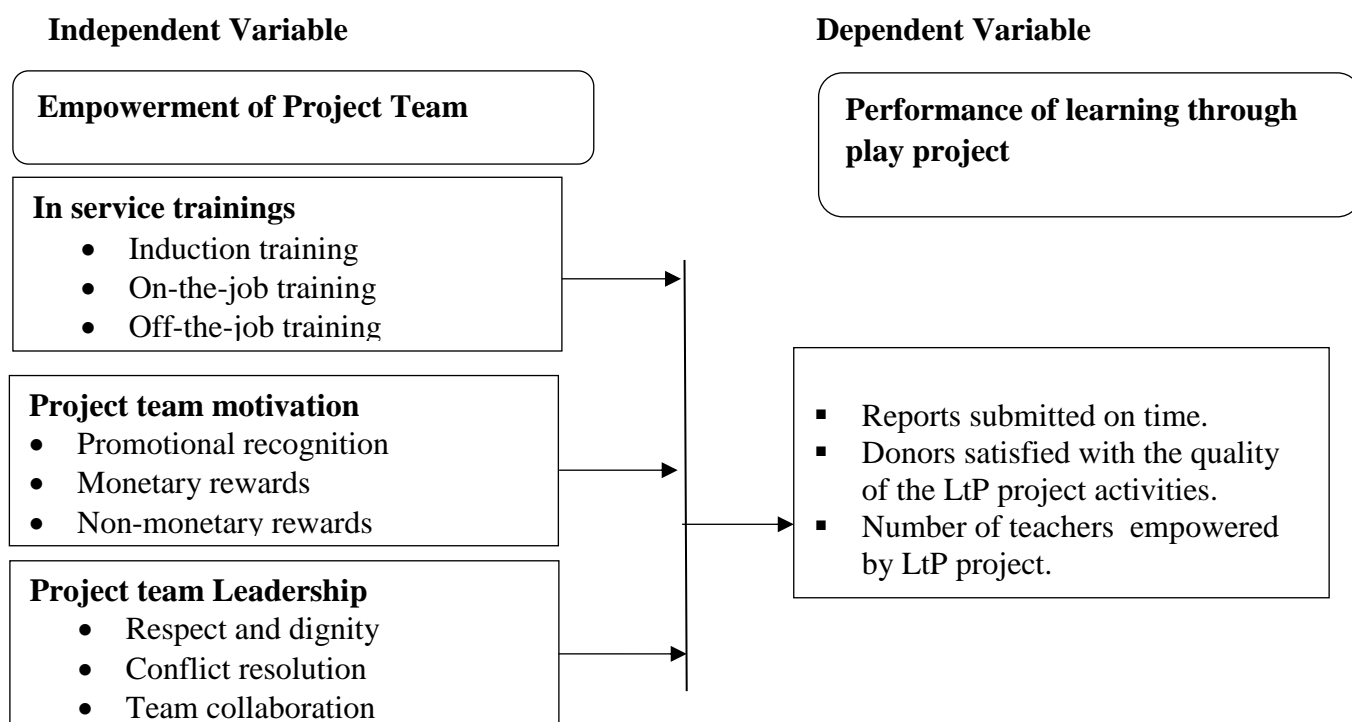 Independent Variable
Dependent Variable
Empowerment of Project Team
Performance of learning through
play project
In service trainings
• Induction training
• On-the-job training
• Off-the-job training
Project team motivation
• Promotional recognition
• Monetary rewards
• Non-monetary rewards
Project team Leadership
• Respect and dignity
• Conflict resolution
• Team collaboration
▪ Reports submitted on time.
▪ Donors satisfied with the quality
of the LtP project activities.
▪ Number of teachers empowered
by LtP project.